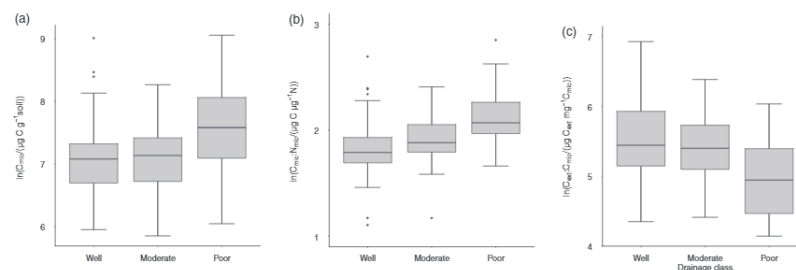 (a)
ln(Cmic/(µg C g⁻¹soil))
9
8
7
6
Well Moderate Poor
(b)
ln(Cmic:Nmic/(µg C µg⁻¹N))
3
2
1
Well Moderate Poor
(c)
ln(Cext:Cmic/(µg Cext mg⁻¹Cmic))
7
6
5
4
Well Moderate Poor
Drainage class